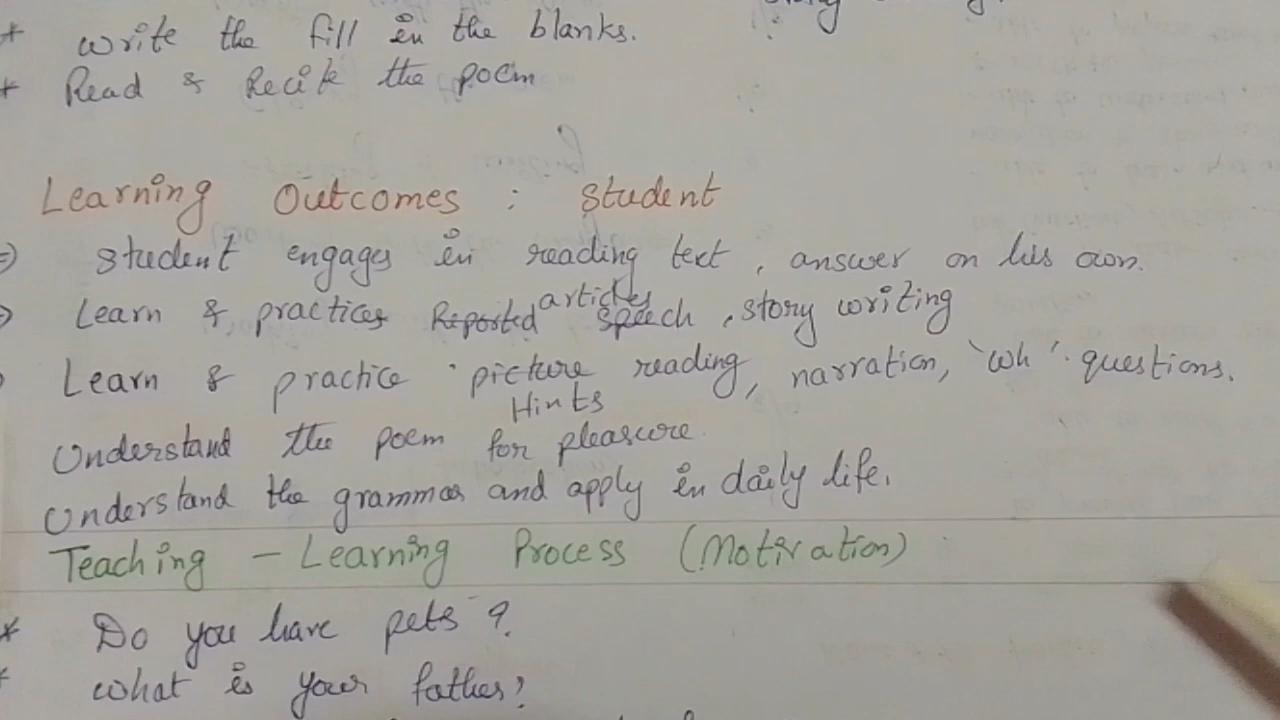 * write the fill in the blanks.
* Read & Recite the poem
Learning Outcomes : Student
=> student engages in reading text, answer on his own.
=> Learn & practices Reported speech articles, story writing
Learn & practice picture reading, narration, 'wh'. questions.
Hints
Understand the poem for pleasure.
Understand the grammar and apply in daily life.
Teaching - Learning Process (Motivation)
* Do you have pets ?
* what is your father?